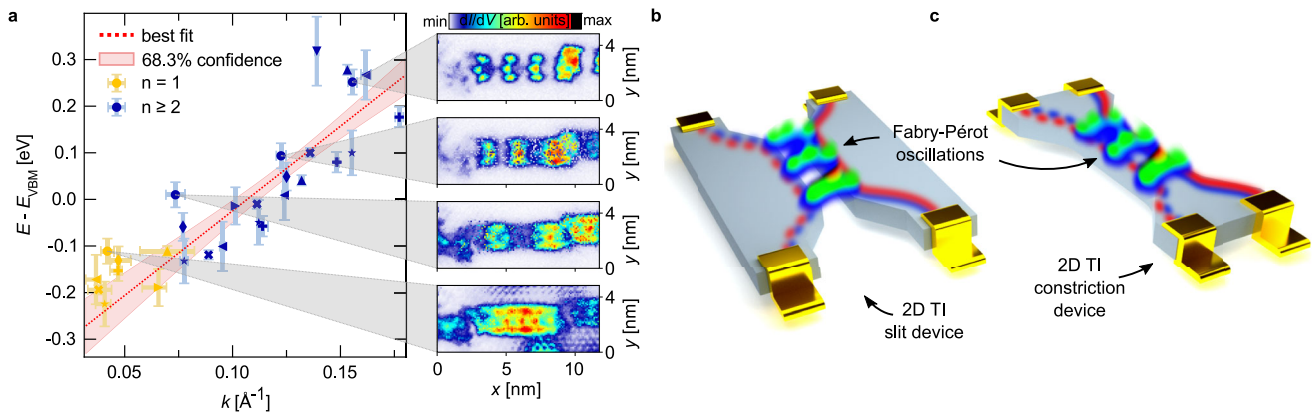 a
best fit
68.3% confidence
n = 1
n ≥ 2
E - E_VBM [eV]
0.3
0.2
0.1
0.0
-0.1
-0.2
-0.3
0.05
0.10
0.15
k [Å⁻¹]
min dI/dV [arb. units] max
4
0
y [nm]
4
0
y [nm]
4
0
y [nm]
4
0
y [nm]
0
5
10
x [nm]
b
c
Fabry-Pérot
oscillations
2D TI
slit device
2D TI
constriction
device